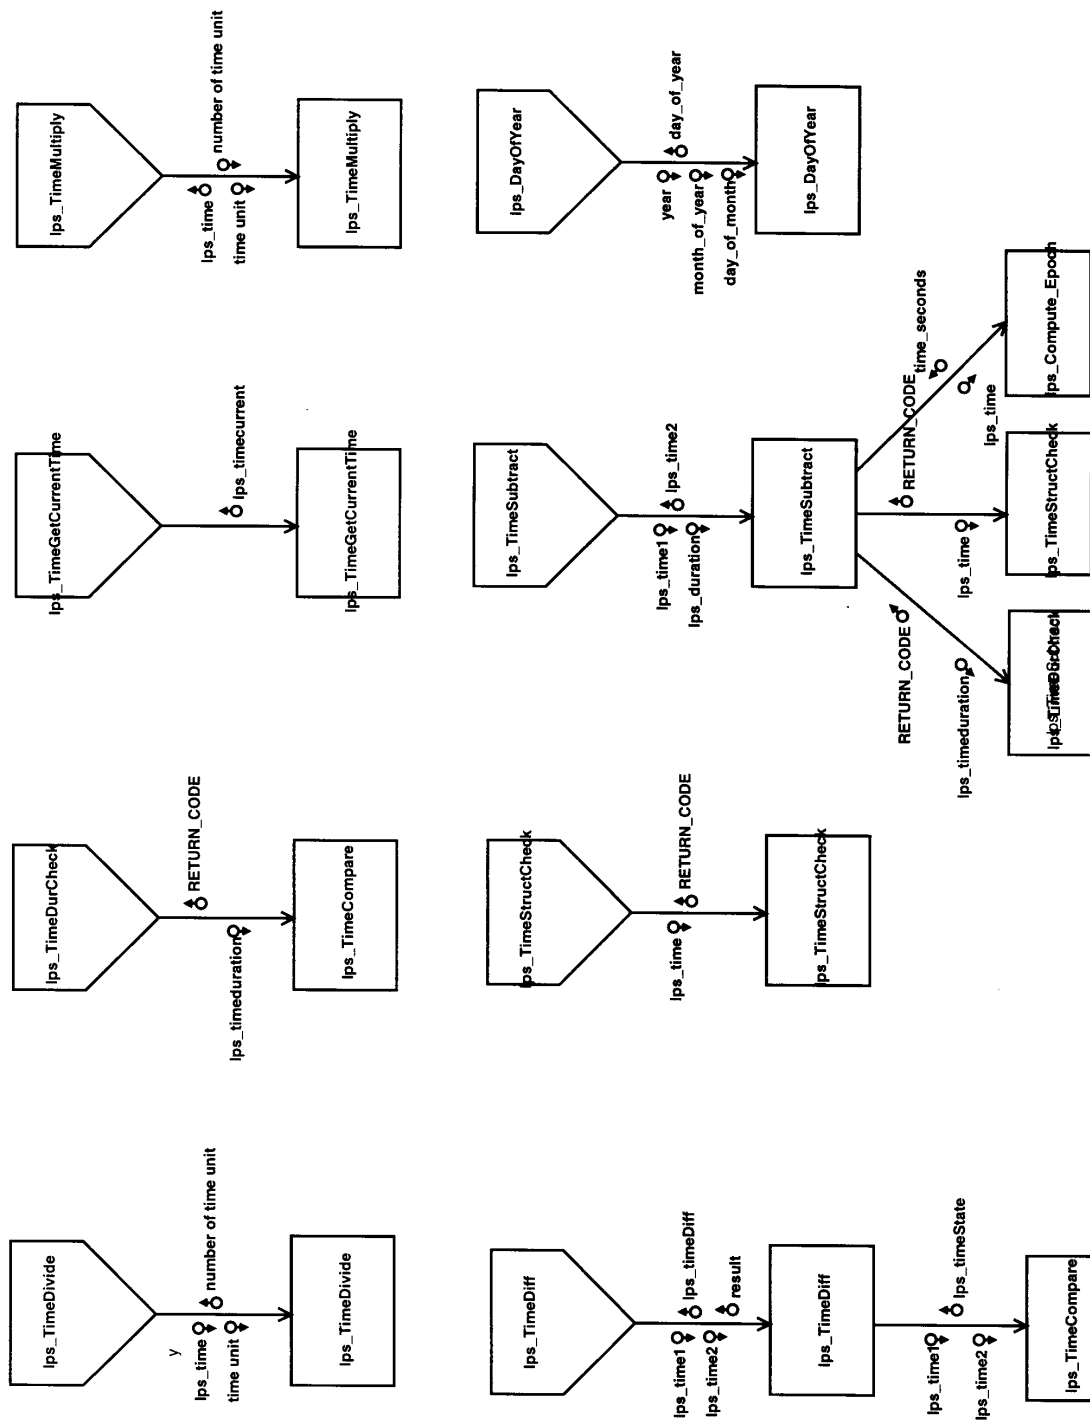 lps_TimeMultiply
number of time unit
lps_time
time unit
lps_TimeMultiply
lps_DayOfYear
day_of_year
year
month_of_year
day_of_month
lps_DayOfYear
lps_TimeGetCurrentTime
lps_timecurrent
lps_TimeGetCurrentTime
lps_TimeSubtract
lps_time2
lps_time1
lps_duration
lps_TimeSubtract
time_seconds
lps_time
lps_Compute_Epoch
RETURN_CODE
lps_time
lps_TimeStructCheck
RETURN_CODE
lps_timeduration
lps_TimeDurCheck
RETURN_CODE
lps_timeduration
lps_TimeCompare
lps_TimeStructCheck
RETURN_CODE
lps_time
lps_TimeStructCheck
lps_TimeDivide
number of time unit
y
lps_time
time unit
lps_TimeDivide
lps_TimeDiff
lps_timeDiff
result
lps_time1
lps_time2
lps_TimeDiff
lps_timeState
lps_time1
lps_time2
lps_TimeCompare